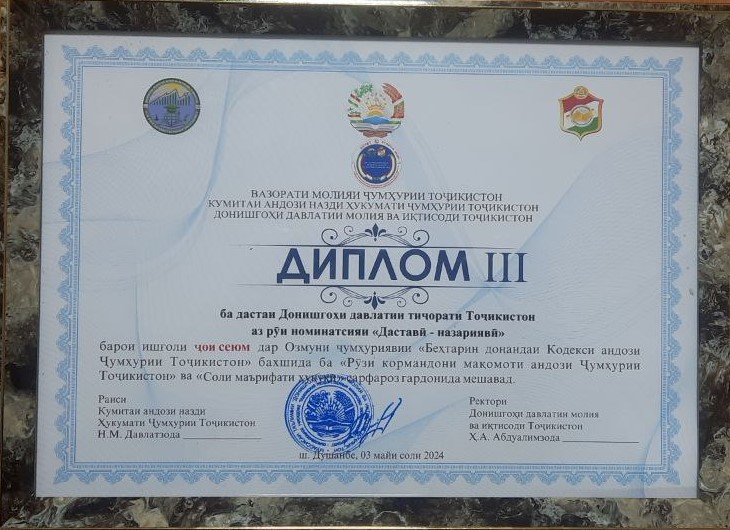 ВАЗОРАТИ МОЛИЯИ ҶУМҲУРИИ ТОҶИКИСТОН
КУМИТАИ АНДОЗИ НАЗДИ ҲУКУМАТИ ҶУМҲУРИИ ТОҶИКИСТОН
ДОНИШГОҲИ ДАВЛАТИИ МОЛИЯ ВА ИҚТИСОДИ ТОҶИКИСТОН
ДИПЛОМ III
ба дастаи Донишгоҳи давлатии тиҷорати Тоҷикистон
аз рӯи номинатсияи «Даставӣ - назариявӣ»
барои ишғоли ҷои сеюм дар Озмуни ҷумҳуриявии «Беҳтарин донандаи Кодекси андози
Ҷумҳурии Тоҷикистон» бахшида ба «Рӯзи кормандони мақомоти андози Ҷумҳурии
Тоҷикистон» ва «Соли маърифати ҳуқуқӣ» сарфароз гардонида мешавад.
Раиси
Кумитаи андози назди
Ҳукумати Ҷумҳурии Тоҷикистон
Н.М. Давлатзода
Ректори
Донишгоҳи давлатии молия
ва иқтисоди Тоҷикистон
Ҳ.А. Абдуалимзода
ш. Душанбе, 03 майи соли 2024